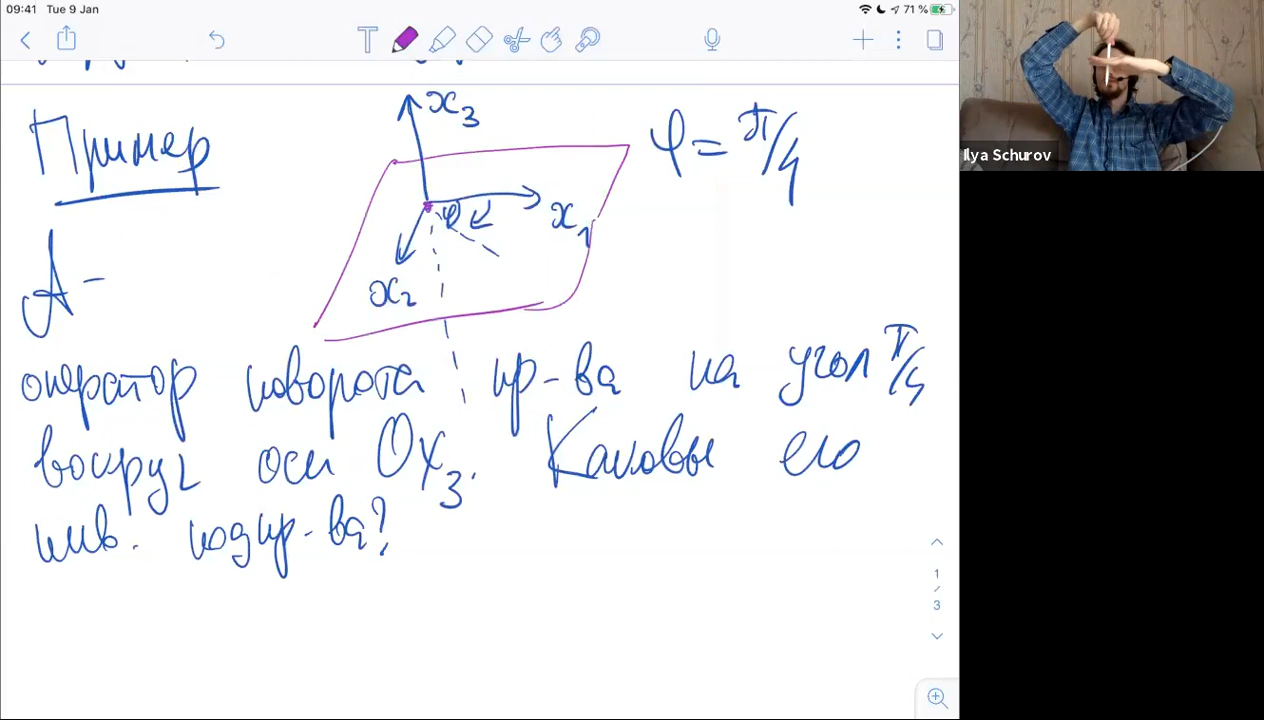 09:41 Tue 9 Jan
71 %
Ilya Schurov
Пример
x₃
φ = π/4
φ
x₁
x₂
A -
оператор поворота пр-ва на угол π/4
вокруг оси Ox₃. Каковы его
инв. подпр-ва?
1
/
3